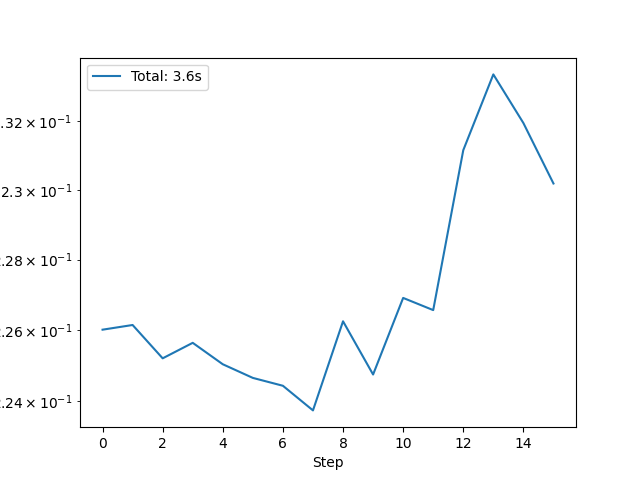 Total: 3.6s
.32 × 10⁻¹
2.3 × 10⁻¹
.28 × 10⁻¹
.26 × 10⁻¹
.24 × 10⁻¹
0 2 4 6 8 10 12 14
Step